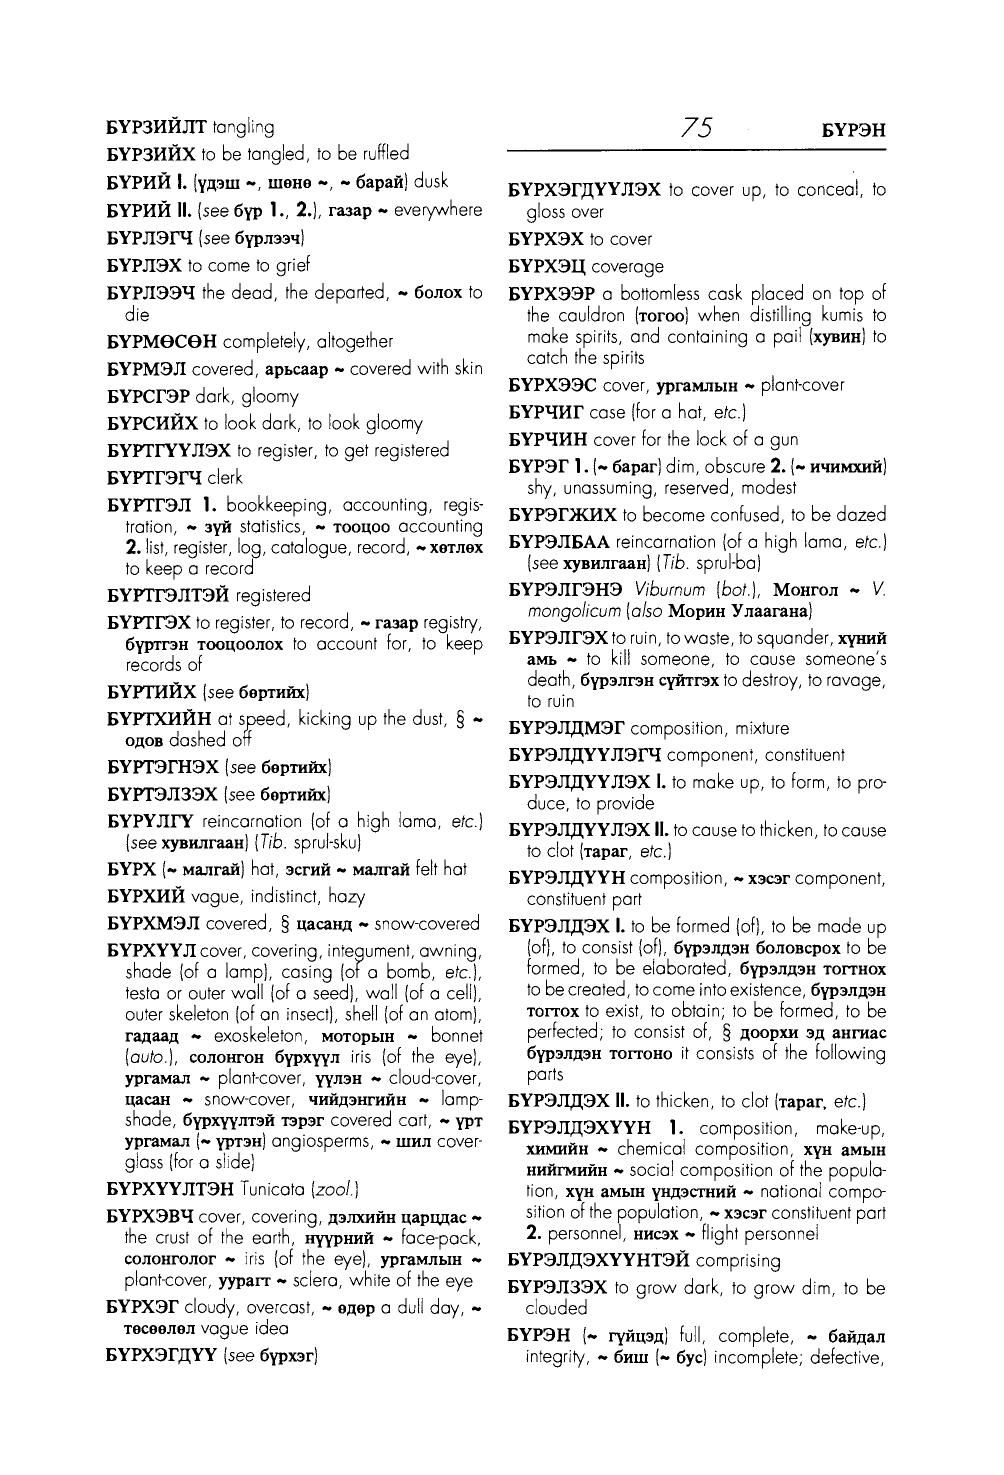 75 БҮРЭН
БҮРЗИЙЛТ tangling
БҮРЗИЙХ to be tangled, to be ruffled
БҮРИЙ I. (үдэш ~, шөнө ~, ~ барай) dusk
БҮРИЙ II. (see бүр 1., 2.), газар ~ everywhere
БҮРЛЭГЧ (see бүрлээч)
БҮРЛЭХ to come to grief
БҮРЛЭЭЧ the dead, the departed, ~ болох to
die
БҮРМӨСӨН completely, altogether
БҮРМЭЛ covered, арьсаар ~ covered with skin
БҮРСГЭР dark, gloomy
БҮРСИЙХ to look dark, to look gloomy
БҮРТГҮҮЛЭХ to register, to get registered
БҮРТГЭГЧ clerk
БҮРТГЭЛ 1. bookkeeping, accounting, regis-
tration, ~ зүй statistics, ~ тооцоо accounting
2. list, register, log, catalogue, record, ~ хөтлөх
to keep a record
БҮРТГЭЛТЭЙ registered
БҮРТГЭХ to register, to record, ~ газар registry,
бүртгэн тооцоолох to account for, to keep
records of
БҮРТИЙХ (see бөртийх)
БҮРТХИЙН at speed, kicking up the dust, § ~
одов dashed off
БҮРТЭГНЭХ (see бөртийх)
БҮРТЭЛЗЭХ (see бөртийх)
БҮРҮЛГҮ reincarnation (of a high lama, etc.)
(see хувилгаан) (Tib. sprul-sku)
БҮРХ (~ малгай) hat, эсгий ~ малгай felt hat
БҮРХИЙ vague, indistinct, hazy
БҮРХМЭЛ covered, § цасанд ~ snow-covered
БҮРХҮҮЛ cover, covering, integument, awning,
shade (of a lamp), casing (of a bomb, etc.),
testa or outer wall (of a seed), wall (of a cell),
outer skeleton (of an insect), shell (of an atom),
гадаад ~ exoskeleton, моторын ~ bonnet
(auto.), солонгон бүрхүүл iris (of the eye),
ургамал ~ plant-cover, үүлэн ~ cloud-cover,
цасан ~ snow-cover, чийдэнгийн ~ lamp-
shade, бүрхүүлтэй тэрэг covered cart, ~ үрт
ургамал (~ үртэн) angiosperms, ~ шил cover-
glass (for a slide)
БҮРХҮҮЛТЭН Tunicata (zool.)
БҮРХЭВЧ cover, covering, дэлхийн царцдас ~
the crust of the earth, нүүрний ~ face-pack,
солонголог ~ iris (of the eye), ургамлын ~
plant-cover, уурагт ~ sclera, white of the eye
БҮРХЭГ cloudy, overcast, ~ өдөр a dull day, ~
төсөөлөл vague idea
БҮРХЭГДҮҮ (see бүрхэг)
БҮРХЭГДҮҮЛЭХ to cover up, to conceal, to
gloss over
БҮРХЭХ to cover
БҮРХЭЦ coverage
БҮРХЭЭР a bottomless cask placed on top of
the cauldron (тогоо) when distilling kumis to
make spirits, and containing a pail (хувин) to
catch the spirits
БҮРХЭЭС cover, ургамлын ~ plant-cover
БҮРЧИГ case (for a hat, etc.)
БҮРЧИН cover for the lock of a gun
БҮРЭГ 1. (~ бараг) dim, obscure 2. (~ ичимхий)
shy, unassuming, reserved, modest
БҮРЭГЖИХ to become confused, to be dazed
БҮРЭЛБАА reincarnation (of a high lama, etc.)
(see хувилгаан) (Tib. sprul-ba)
БҮРЭЛГЭНЭ Viburnum (bot.), Монгол ~ V.
mongolicum (also Морин Улаагана)
БҮРЭЛГЭХ to ruin, to waste, to squander, хүний
амь ~ to kill someone, to cause someone's
death, бүрэлгэн сүйтгэх to destroy, to ravage,
to ruin
БҮРЭЛДМЭГ composition, mixture
БҮРЭЛДҮҮЛЭГЧ component, constituent
БҮРЭЛДҮҮЛЭХ I. to make up, to form, to pro-
duce, to provide
БҮРЭЛДҮҮЛЭХ II. to cause to thicken, to cause
to clot (тараг, etc.)
БҮРЭЛДҮҮН composition, ~ хэсэг component,
constituent part
БҮРЭЛДЭХ I. to be formed (of), to be made up
(of), to consist (of), бүрэлдэн боловсрох to be
formed, to be elaborated, бүрэлдэн тогтнох
to be created, to come into existence, бүрэлдэн
тогтох to exist, to obtain; to be formed, to be
perfected; to consist of, § доорхи эд ангиас
бүрэлдэн тогтоно it consists of the following
parts
БҮРЭЛДЭХ II. to thicken, to clot (тараг, etc.)
БҮРЭЛДЭХҮҮН 1. composition, make-up,
химийн ~ chemical composition, хүн амын
нийгмийн ~ social composition of the popula-
tion, хүн амын үндэстний ~ national compo-
sition of the population, ~ хэсэг constituent part
2. personnel, нисэх ~ flight personnel
БҮРЭЛДЭХҮҮНТЭЙ comprising
БҮРЭЛЗЭХ to grow dark, to grow dim, to be
clouded
БҮРЭН (~ гүйцэд) full, complete, ~ байдал
integrity, ~ биш (~ бус) incomplete; defective,